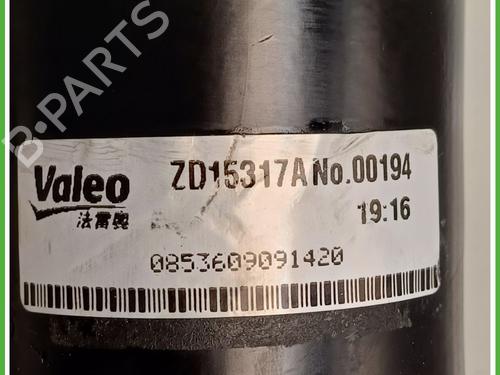 B-PARTS
Valeo
法雷奥
ZD15317A No.00194
19:16
0853609091420